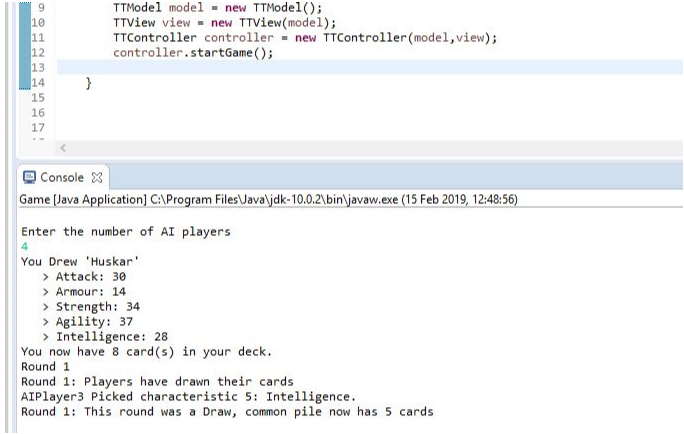 9 TTModel model = new TTModel();
10 TTView view = new TTView(model);
11 TTController controller = new TTController(model,view);
12 controller.startGame();
13
14 }
15
16
17
Console
Game [Java Application] C:\Program Files\Java\jdk-10.0.2\bin\javaw.exe (15 Feb 2019, 12:48:56)
Enter the number of AI players
4
You Drew 'Huskar'
> Attack: 30
> Armour: 14
> Strength: 34
> Agility: 37
> Intelligence: 28
You now have 8 card(s) in your deck.
Round 1
Round 1: Players have drawn their cards
AIPlayer3 Picked characteristic 5: Intelligence.
Round 1: This round was a Draw, common pile now has 5 cards